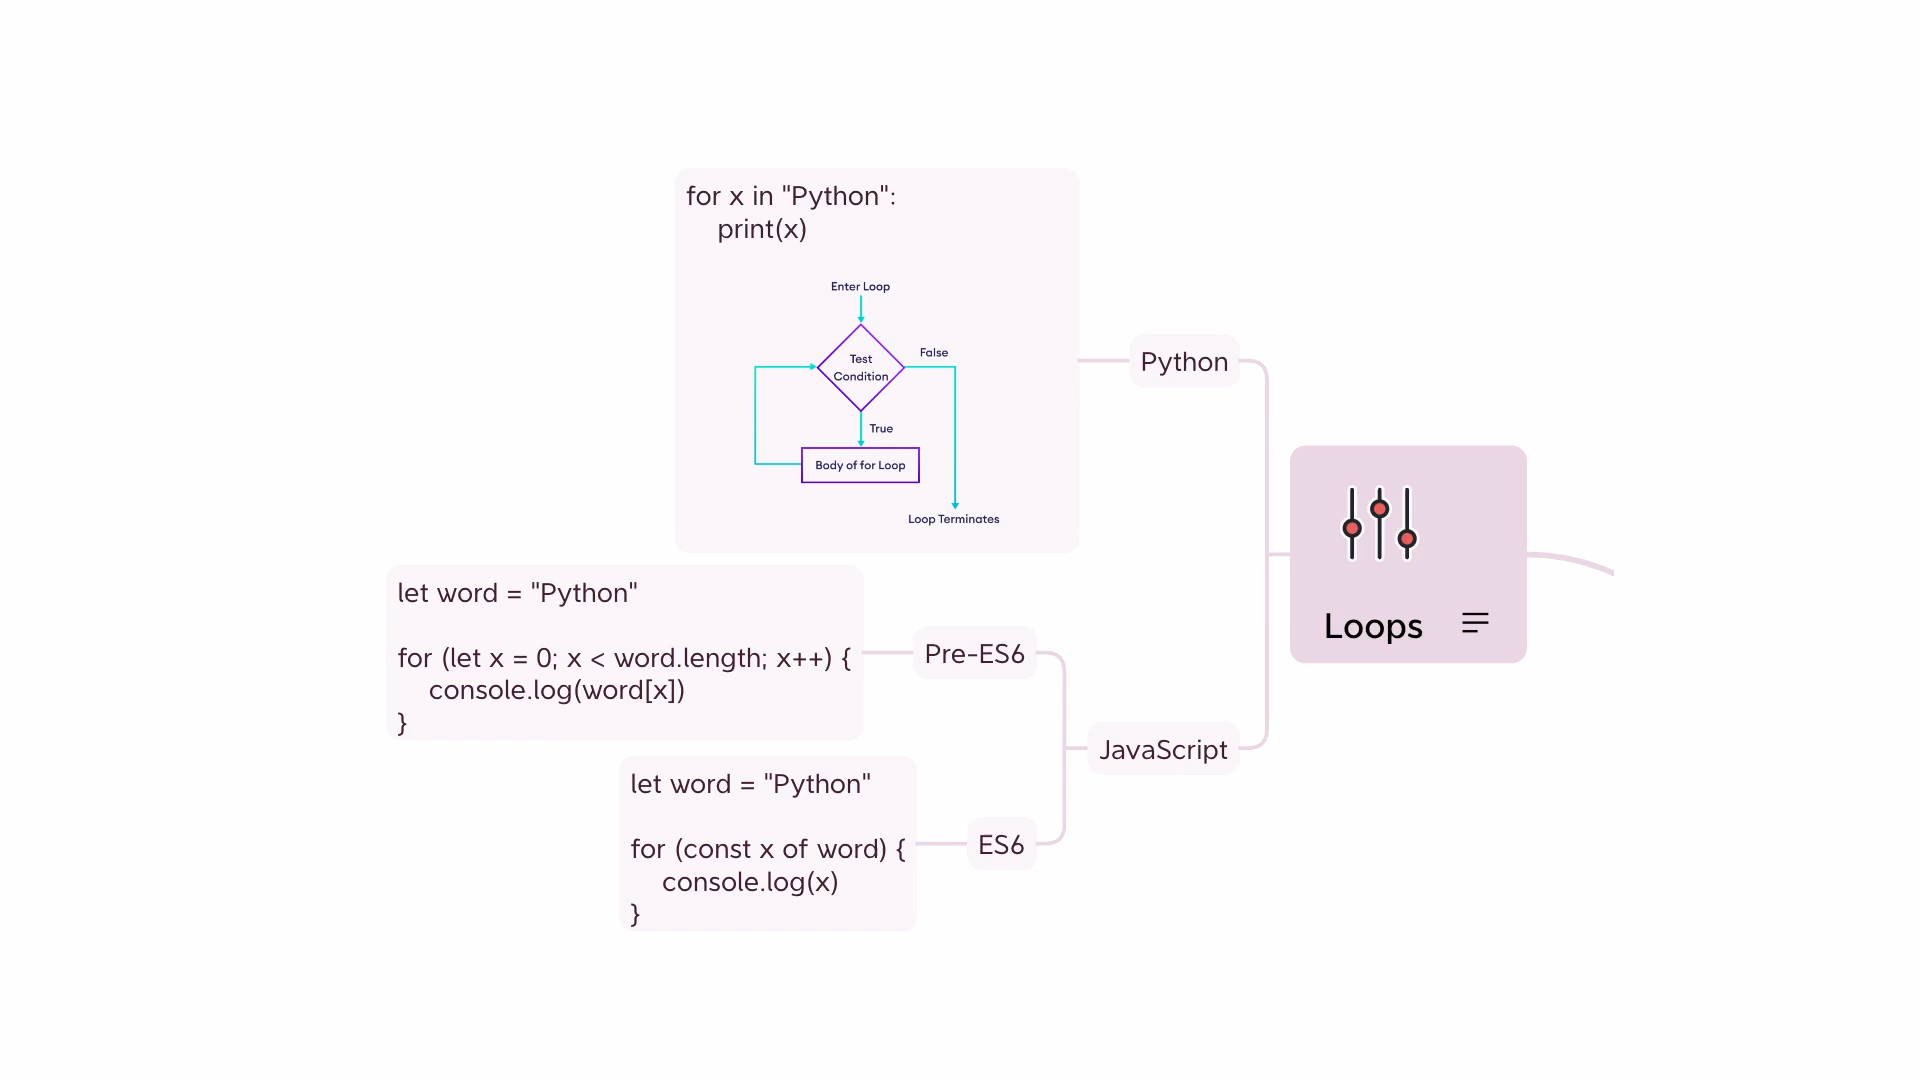 for x in "Python":
print(x)
Enter Loop
Test
Condition
False
True
Body of for Loop
Loop Terminates
Python
Loops
let word = "Python"
for (let x = 0; x < word.length; x++) {
console.log(word[x])
}
Pre-ES6
JavaScript
let word = "Python"
for (const x of word) {
console.log(x)
}
ES6